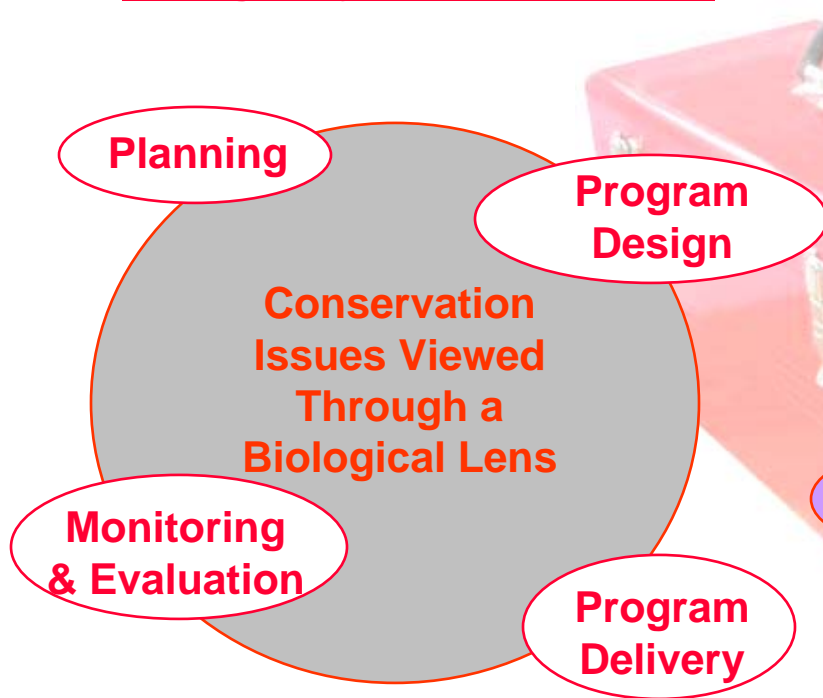 Planning
Program
Design
Conservation
Issues Viewed
Through a
Biological Lens
Monitoring
& Evaluation
Program
Delivery